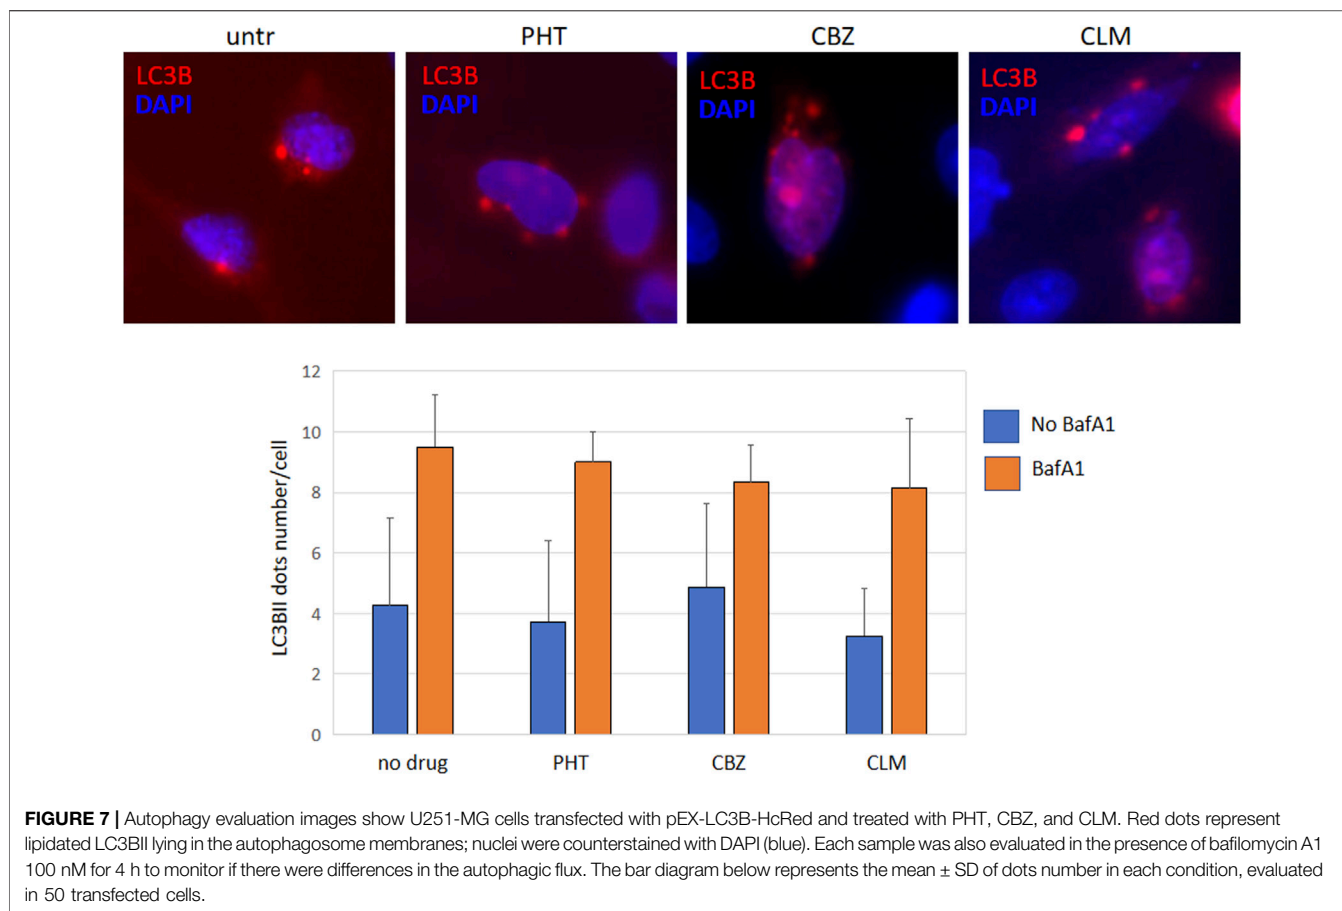 untr PHT CBZ CLM
LC3B LC3B LC3B LC3B
DAPI DAPI DAPI DAPI
12
10
8
6
4
2
0
LC3BII dots number/cell
No BafA1
BafA1
no drug PHT CBZ CLM
FIGURE 7 | Autophagy evaluation images show U251-MG cells transfected with pEX-LC3B-HcRed and treated with PHT, CBZ, and CLM. Red dots represent
lipidated LC3BII lying in the autophagosome membranes; nuclei were counterstained with DAPI (blue). Each sample was also evaluated in the presence of bafilomycin A1
100 nM for 4 h to monitor if there were differences in the autophagic flux. The bar diagram below represents the mean ± SD of dots number in each condition, evaluated
in 50 transfected cells.